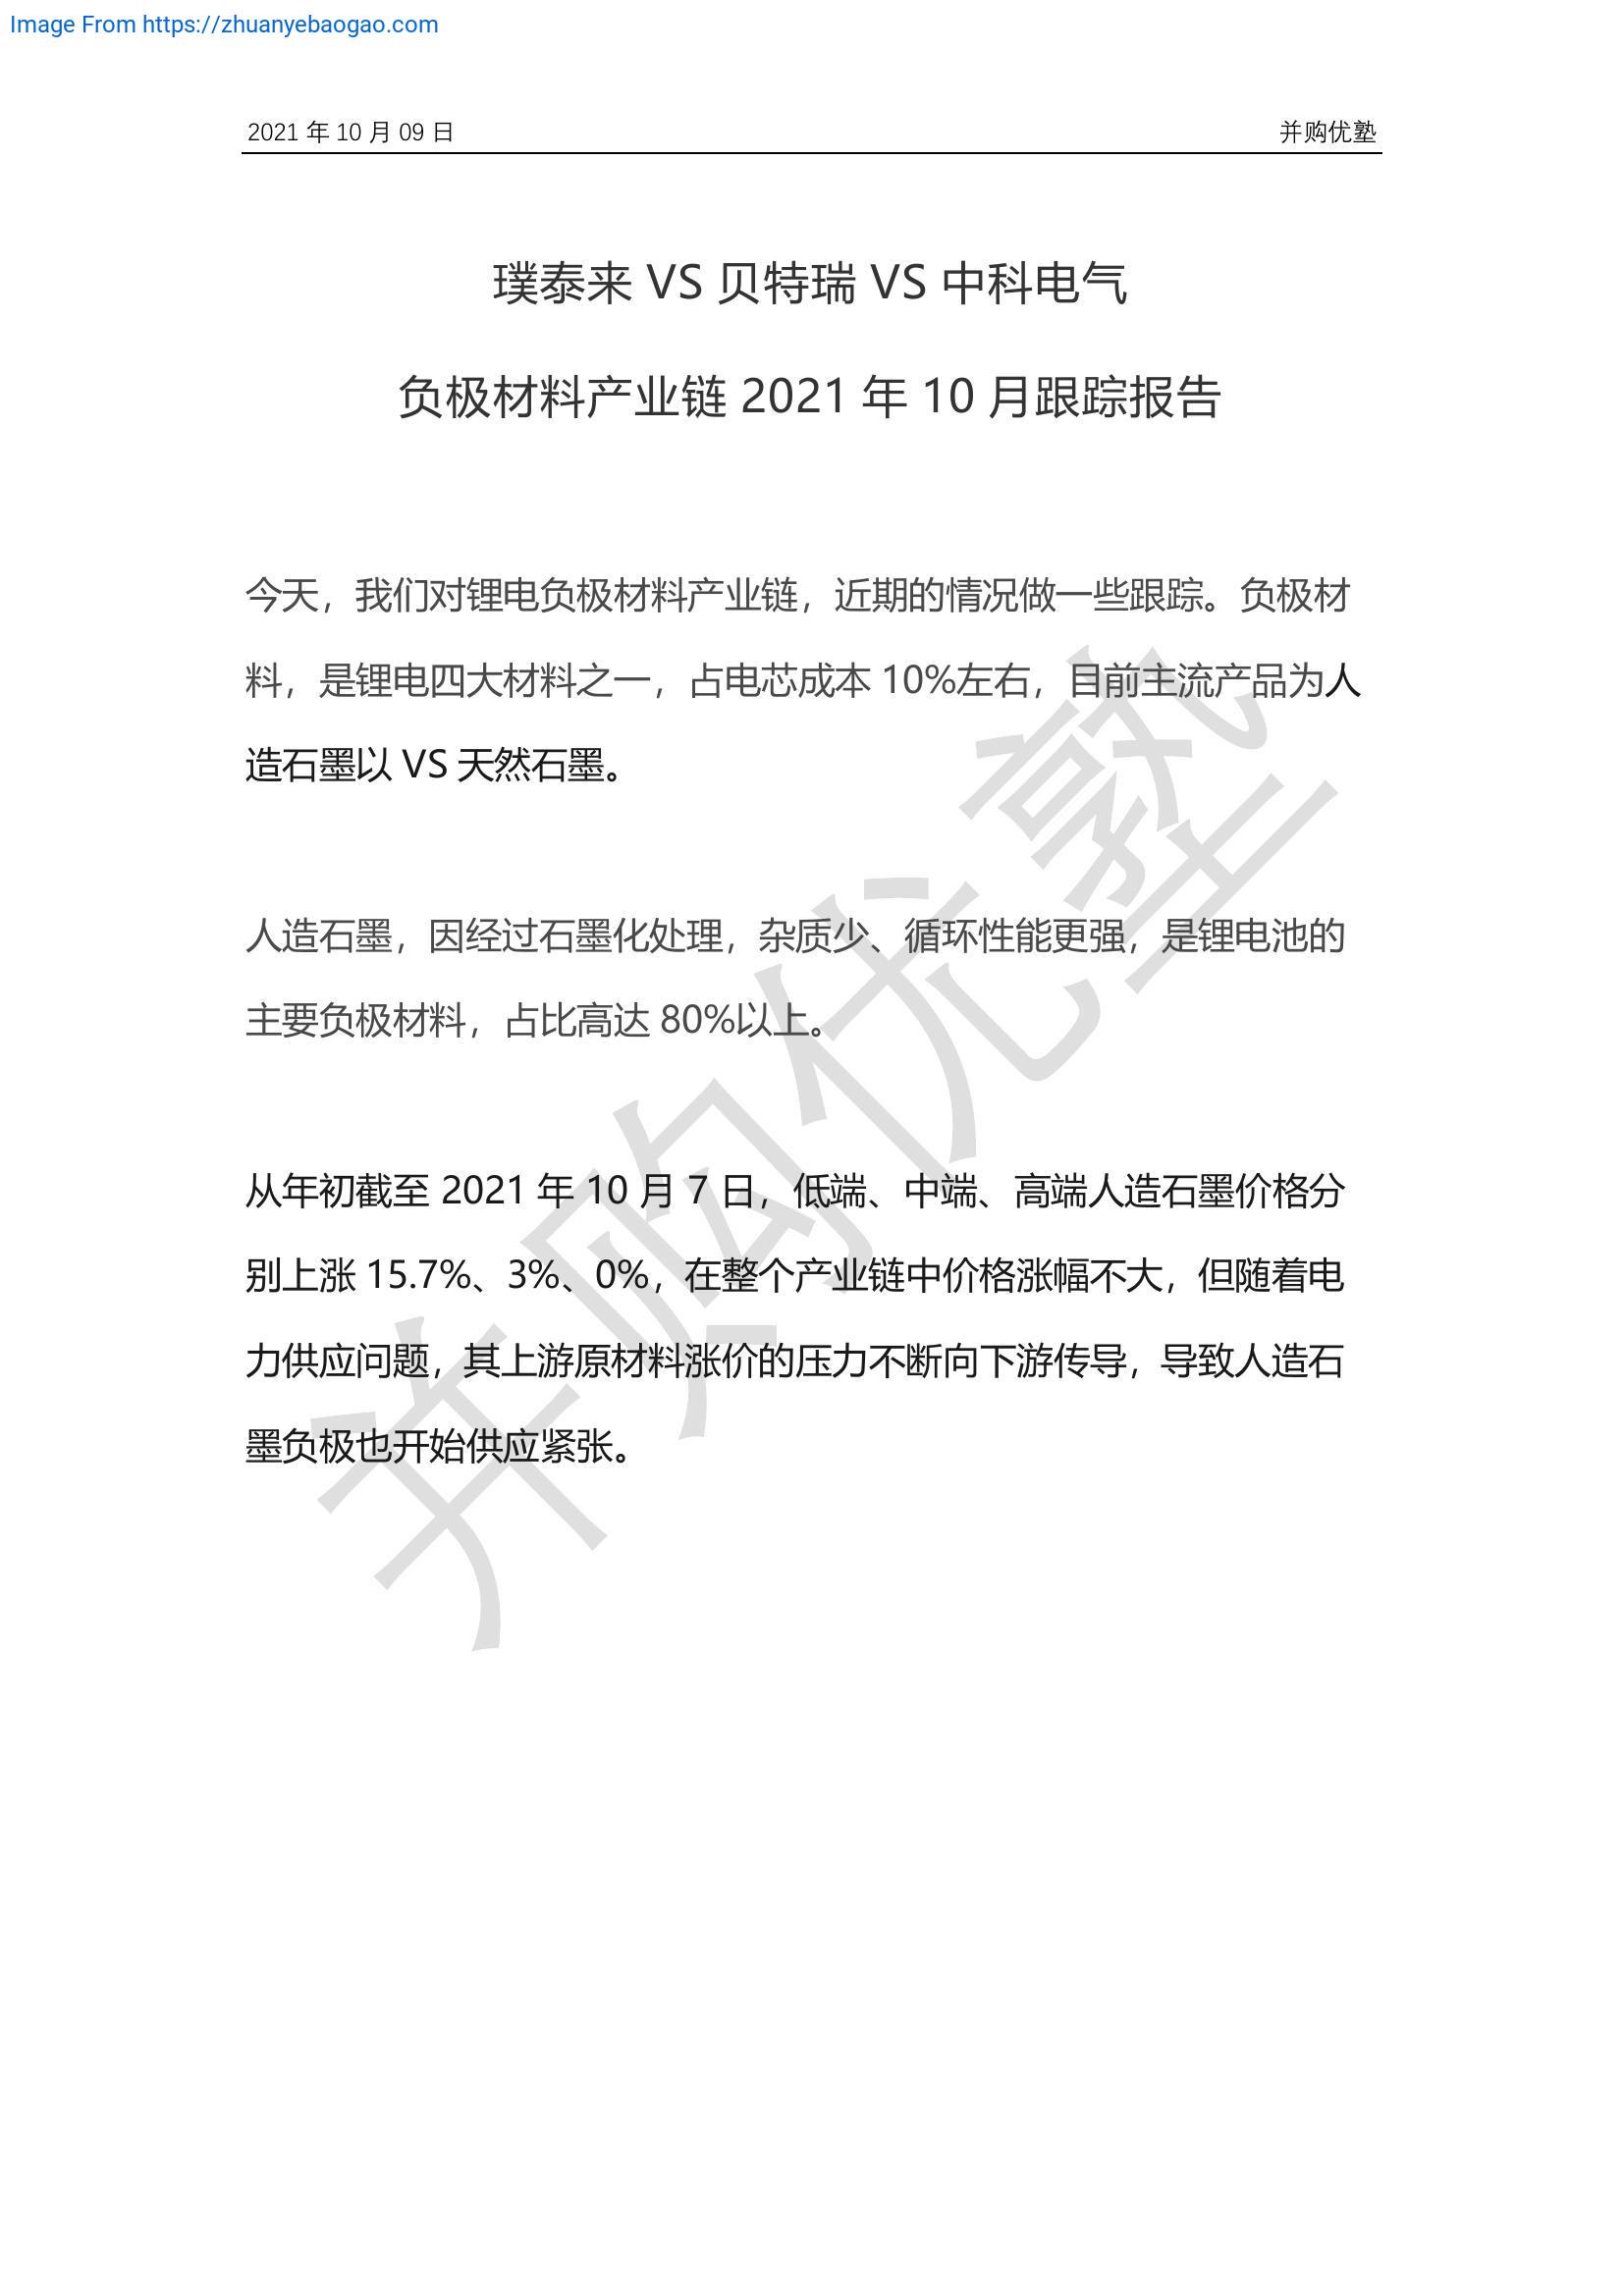 Image From https://zhuanyebaogao.com
2021 年 10 月 09 日 并购优塾
璞泰来 VS 贝特瑞 VS 中科电气
负极材料产业链 2021 年 10 月跟踪报告
今天，我们对锂电负极材料产业链，近期的情况做一些跟踪。负极材
料，是锂电四大材料之一，占电芯成本 10%左右，目前主流产品为人
造石墨以 VS 天然石墨。
人造石墨，因经过石墨化处理，杂质少、循环性能更强，是锂电池的
主要负极材料，占比高达 80%以上。
从年初截至 2021 年 10 月 7 日，低端、中端、高端人造石墨价格分
别上涨 15.7%、3%、0%，在整个产业链中价格涨幅不大，但随着电
力供应问题，其上游原材料涨价的压力不断向下游传导，导致人造石
墨负极也开始供应紧张。
并购优塾